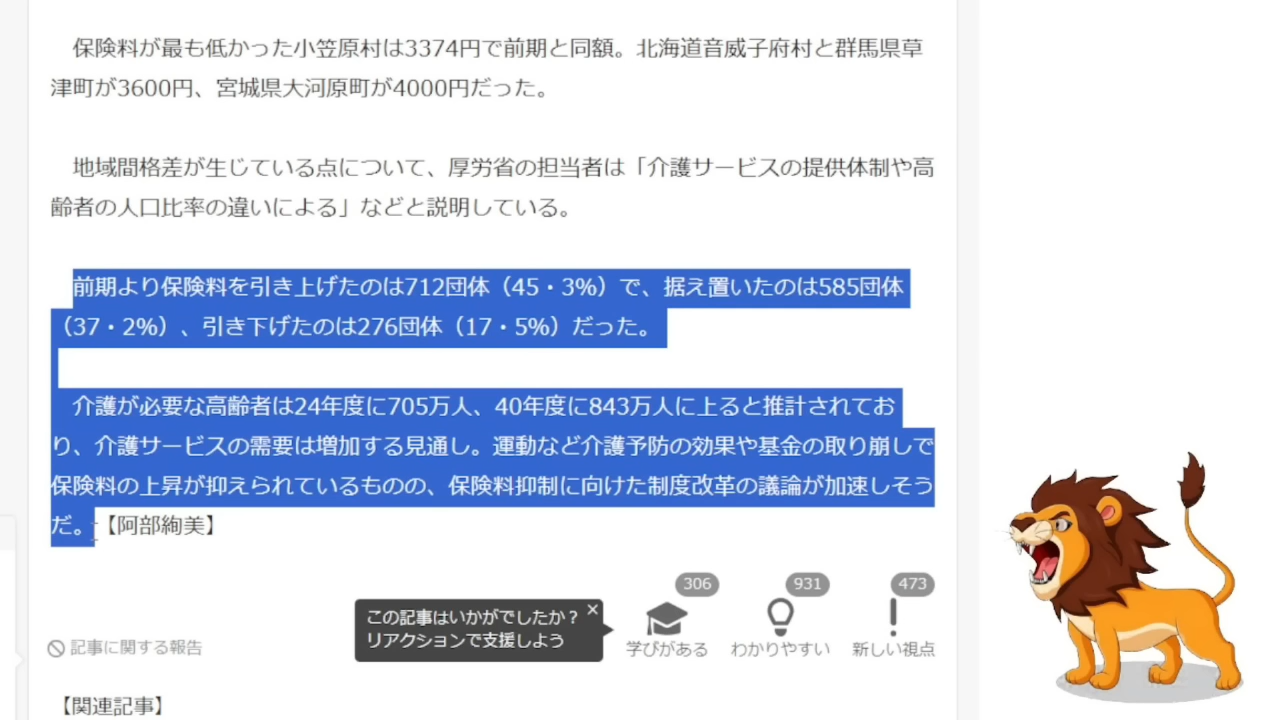 保険料が最も低かった小笠原村は3374円で前期と同額。北海道音威子府村と群馬県草
津町が3600円、宮城県大河原町が4000円だった。
地域間格差が生じている点について、厚労省の担当者は「介護サービスの提供体制や高
齢者の人口比率の違いによる」などと説明している。
前期より保険料を引き上げたのは712団体（45・3%）で、据え置いたのは585団体
（37・2%）、引き下げたのは276団体（17・5%）だった。
介護が必要な高齢者は24年度に705万人、40年度に843万人に上ると推計されてお
り、介護サービスの需要は増加する見通し。運動など介護予防の効果や基金の取り崩しで
保険料の上昇が抑えられているものの、保険料抑制に向けた制度改革の議論が加速しそう
だ。【阿部絢美】
306
931
473
この記事はいかがでしたか？ ×
リアクションで支援しよう
学びがある
わかりやすい
新しい視点
記事に関する報告
【関連記事】